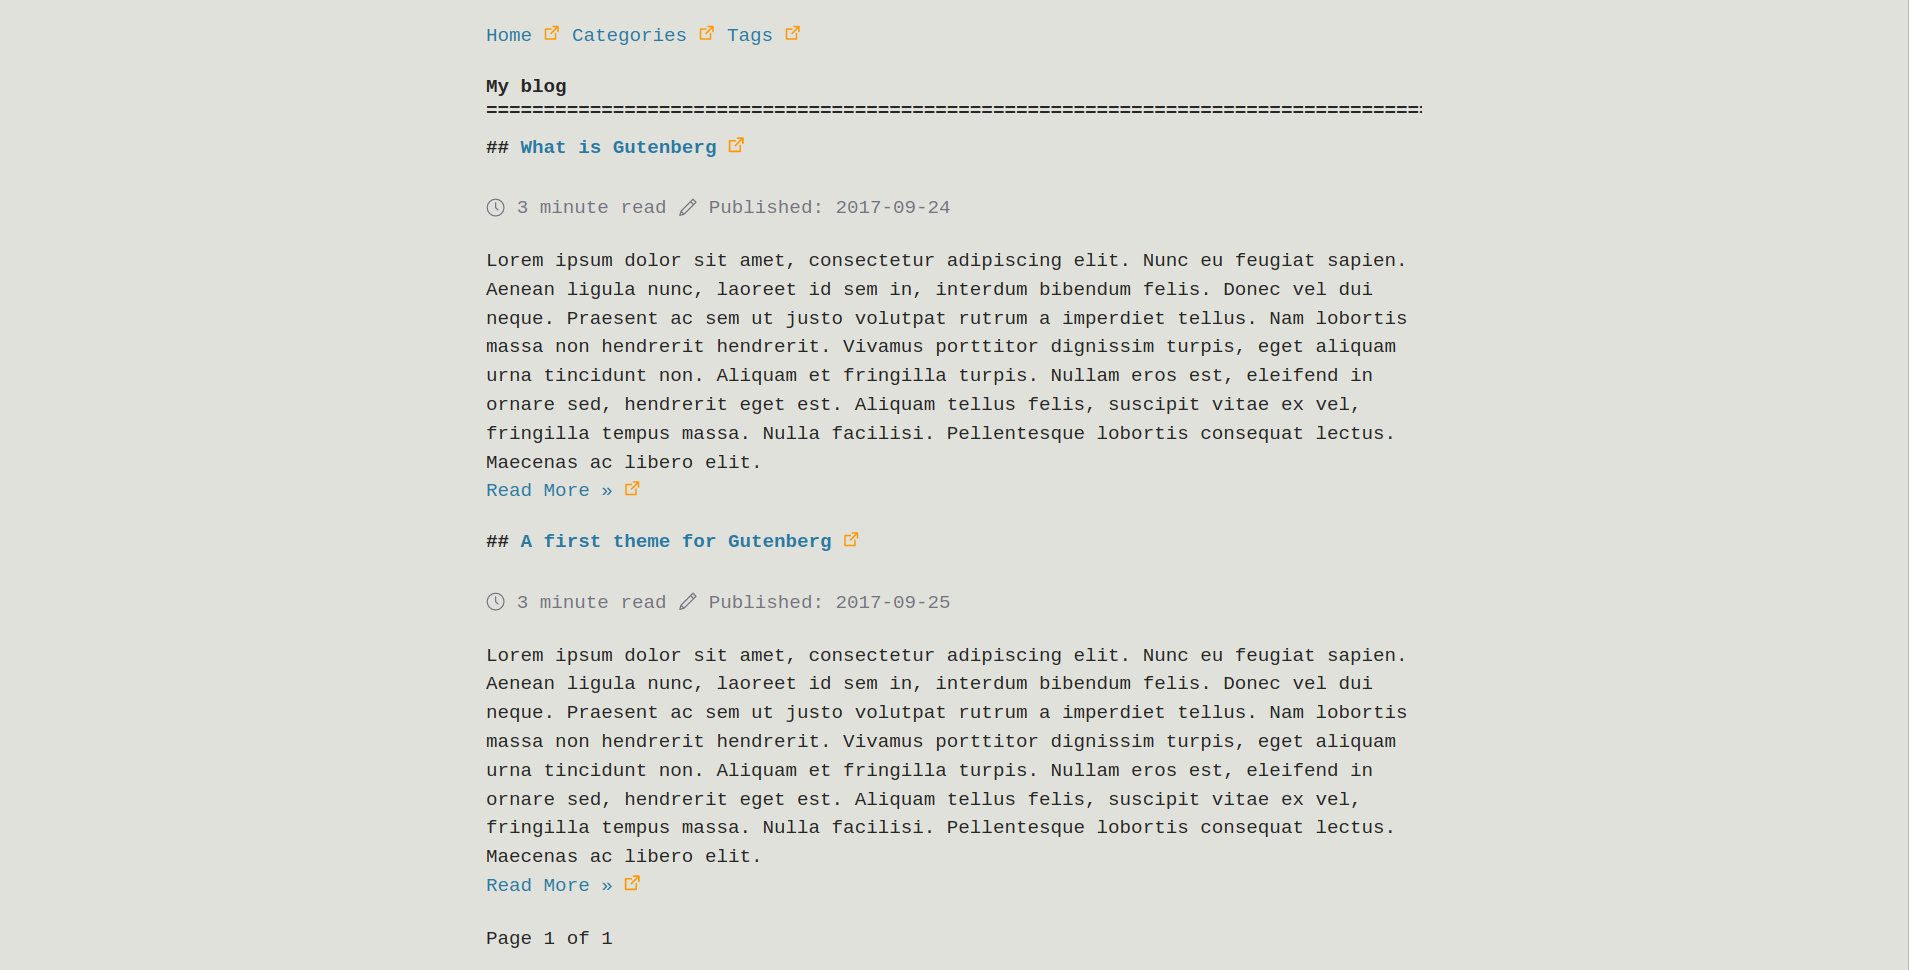 Home Categories Tags
My blog
==================================================================================
## What is Gutenberg
3 minute read Published: 2017-09-24
Lorem ipsum dolor sit amet, consectetur adipiscing elit. Nunc eu feugiat sapien.
Aenean ligula nunc, laoreet id sem in, interdum bibendum felis. Donec vel dui
neque. Praesent ac sem ut justo volutpat rutrum a imperdiet tellus. Nam lobortis
massa non hendrerit hendrerit. Vivamus porttitor dignissim turpis, eget aliquam
urna tincidunt non. Aliquam et fringilla turpis. Nullam eros est, eleifend in
ornare sed, hendrerit eget est. Aliquam tellus felis, suscipit vitae ex vel,
fringilla tempus massa. Nulla facilisi. Pellentesque lobortis consequat lectus.
Maecenas ac libero elit.
Read More »
## A first theme for Gutenberg
3 minute read Published: 2017-09-25
Lorem ipsum dolor sit amet, consectetur adipiscing elit. Nunc eu feugiat sapien.
Aenean ligula nunc, laoreet id sem in, interdum bibendum felis. Donec vel dui
neque. Praesent ac sem ut justo volutpat rutrum a imperdiet tellus. Nam lobortis
massa non hendrerit hendrerit. Vivamus porttitor dignissim turpis, eget aliquam
urna tincidunt non. Aliquam et fringilla turpis. Nullam eros est, eleifend in
ornare sed, hendrerit eget est. Aliquam tellus felis, suscipit vitae ex vel,
fringilla tempus massa. Nulla facilisi. Pellentesque lobortis consequat lectus.
Maecenas ac libero elit.
Read More »
Page 1 of 1